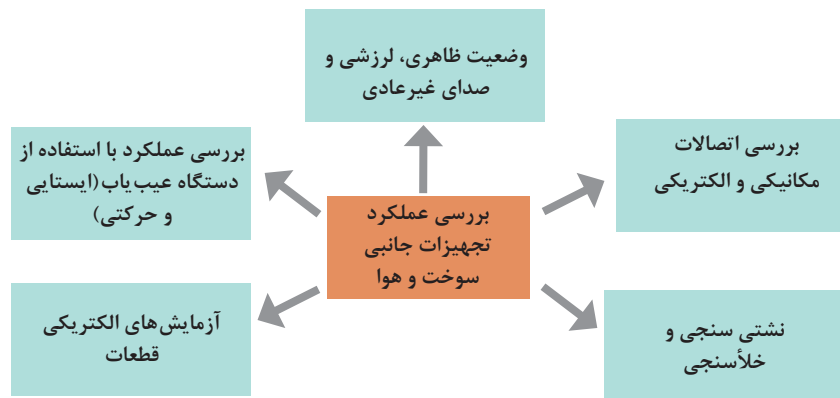 وضعیت ظاهری، لرزشی و
صدای غیرعادی
بررسی اتصالات
مکانیکی و الکتریکی
بررسی عملکرد با استفاده از
دستگاه عیب‌یاب(ایستایی
و حرکتی)
بررسی عملکرد
تجهیزات جانبی
سوخت و هوا
نشتی سنجی و
خلأسنجی
آزمایش‌های الکتریکی
قطعات